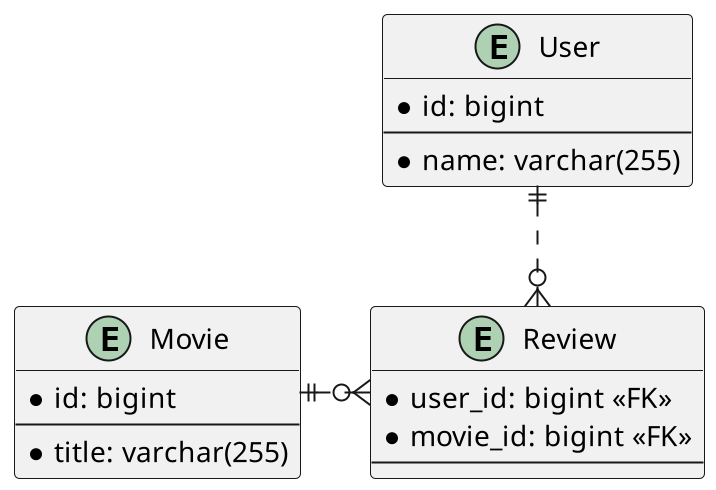 E User
* id: bigint
* name: varchar(255)
E Movie
* id: bigint
* title: varchar(255)
E Review
* user_id: bigint «FK»
* movie_id: bigint «FK»